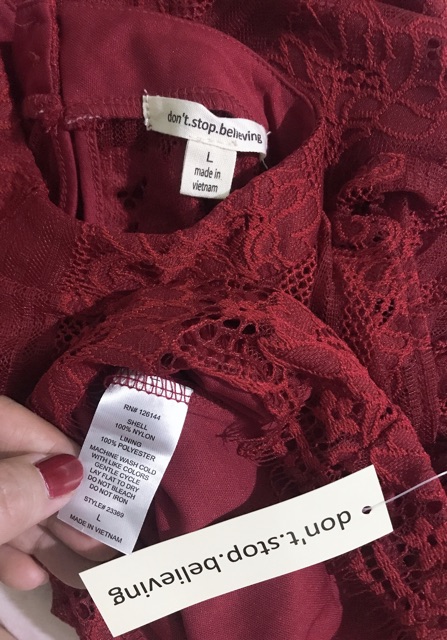 don't.stop.believing
L
made in
vietnam
RN# 126144
SHELL
100% NYLON
LINING
100% POLYESTER
MACHINE WASH COLD
WITH LIKE COLORS
GENTLE CYCLE
LAY FLAT TO DRY
DO NOT BLEACH
DO NOT IRON
STYLE# 23369
L
MADE IN VIETNAM
don't.stop.believing